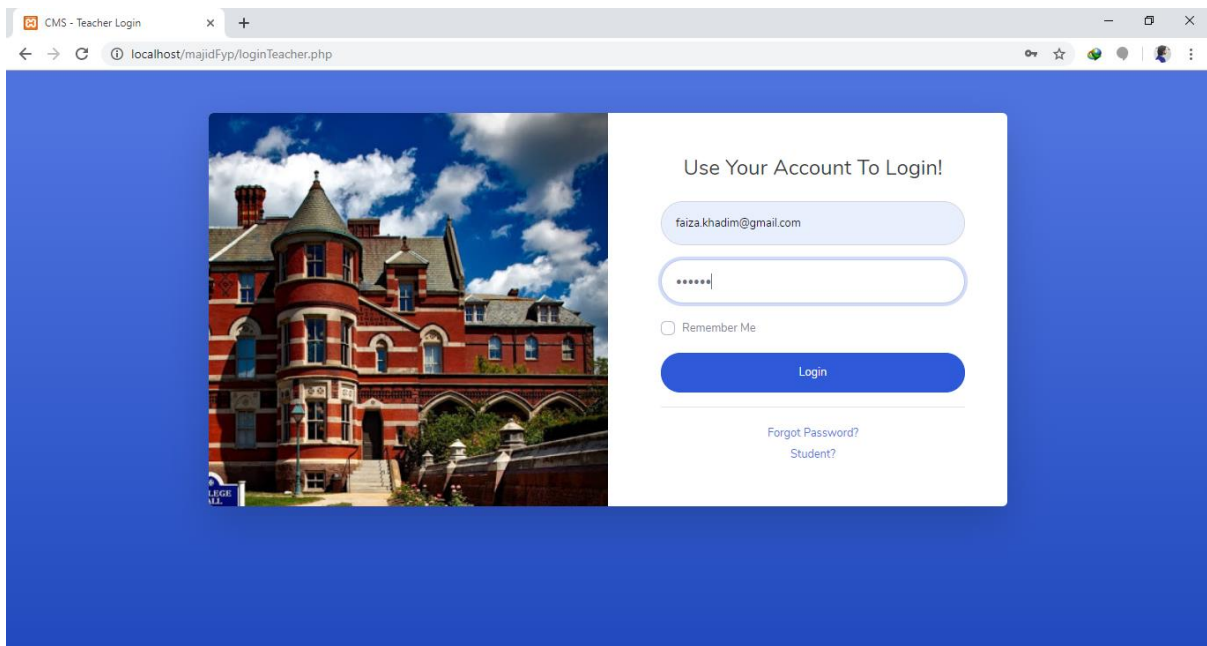 CMS - Teacher Login
localhost/majidFyp/loginTeacher.php
Use Your Account To Login!
faiza.khadim@gmail.com
••••••
Remember Me
Login
Forgot Password?
Student?